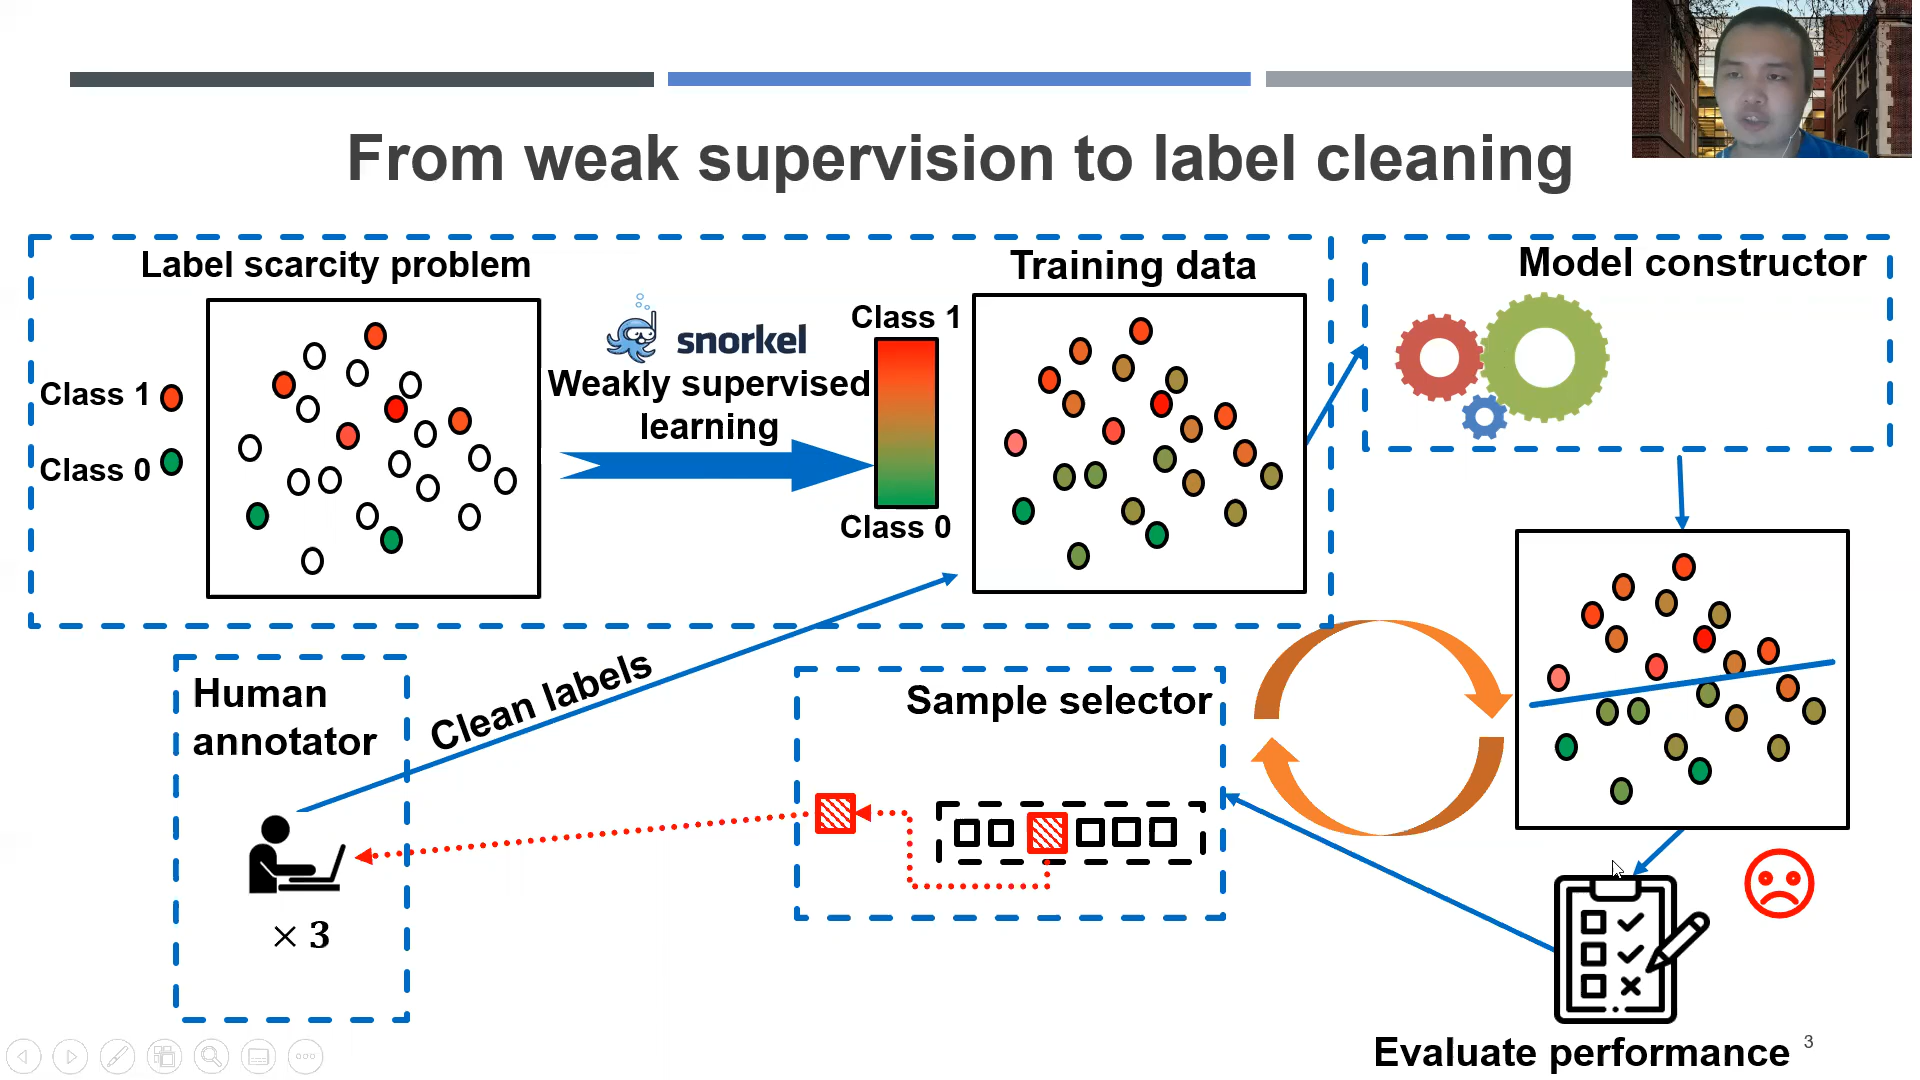 From weak supervision to label cleaning
Label scarcity problem
Class 1
Class 0
snorkel
Weakly supervised
learning
Class 1
Class 0
Training data
Model constructor
Human
annotator
× 3
Clean labels
Sample selector
Evaluate performance
3